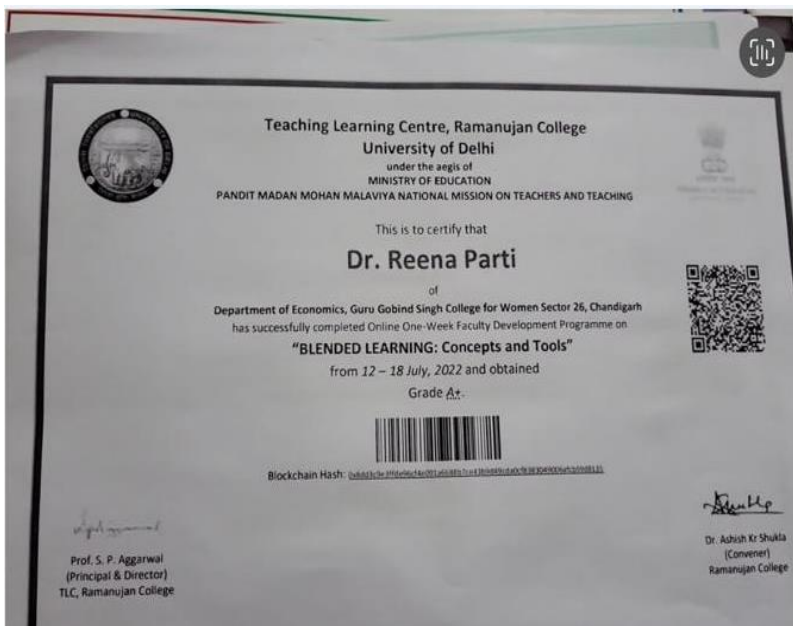 Teaching Learning Centre, Ramanujan College
University of Delhi
under the aegis of
MINISTRY OF EDUCATION
PANDIT MADAN MOHAN MALAVIYA NATIONAL MISSION ON TEACHERS AND TEACHING
This is to certify that
Dr. Reena Parti
of
Department of Economics, Guru Gobind Singh College for Women Sector 26, Chandigarh
has successfully completed Online One-Week Faculty Development Programme on
"BLENDED LEARNING: Concepts and Tools"
from 12 – 18 July, 2022 and obtained
Grade A+.
Blockchain Hash:
Prof. S. P. Aggarwal
(Principal & Director)
TLC, Ramanujan College
Dr. Ashish Kr Shukla
(Convener)
Ramanujan College